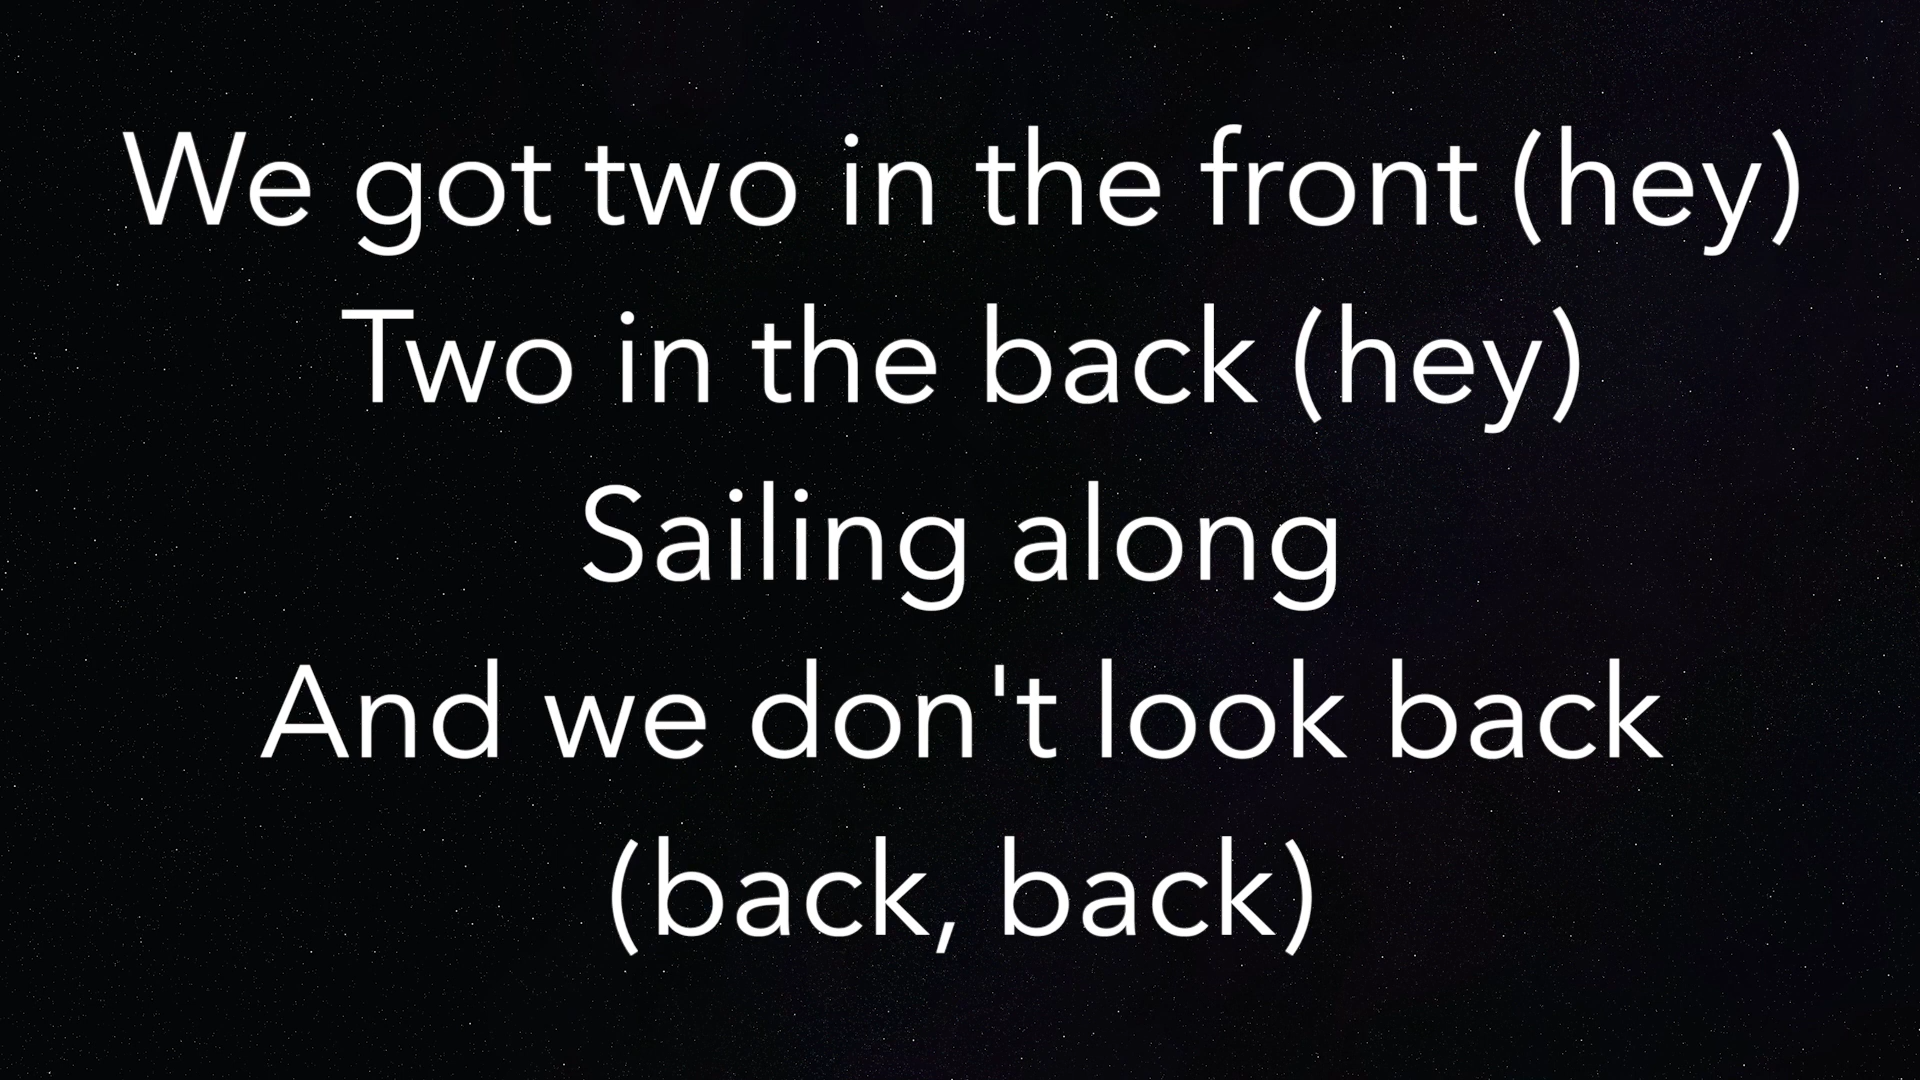 We got two in the front (hey)
Two in the back (hey)
Sailing along
And we don't look back
(back, back)